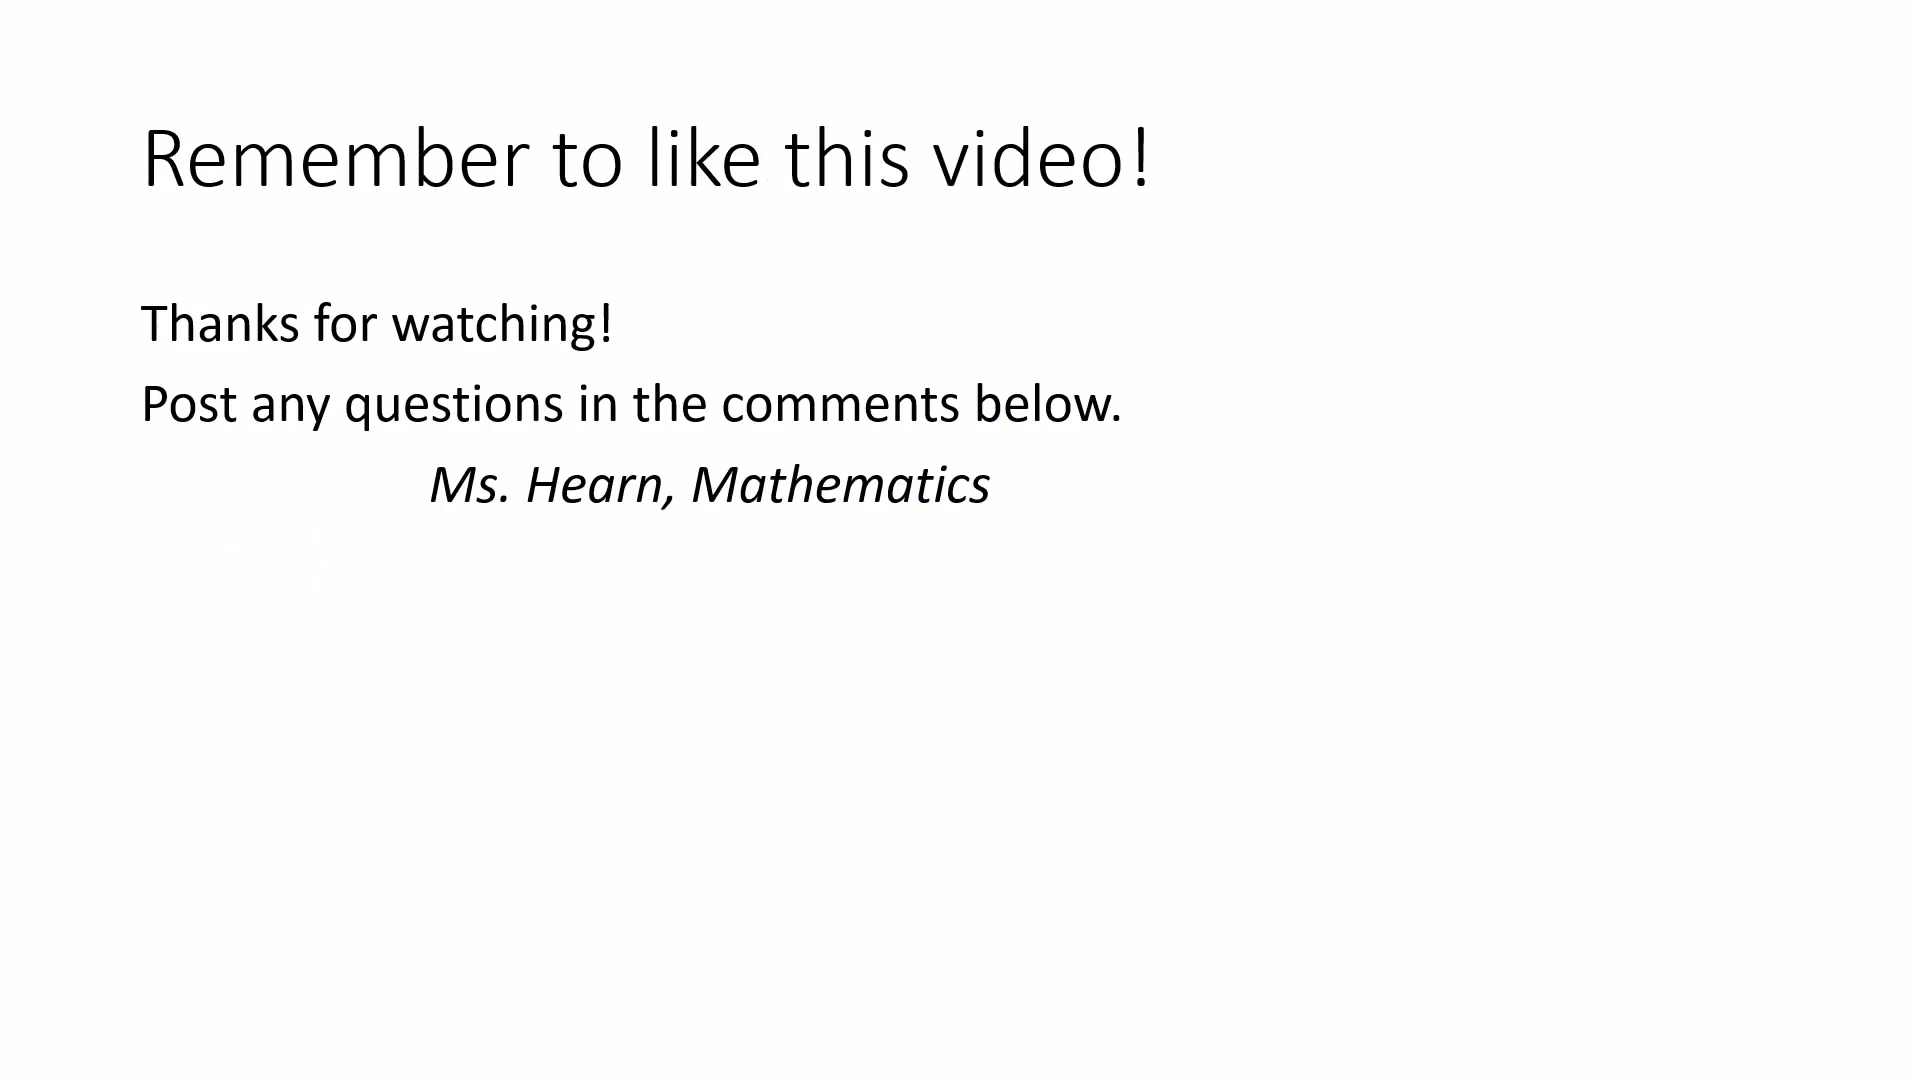 Remember to like this video!
Thanks for watching!
Post any questions in the comments below.
Ms. Hearn, Mathematics